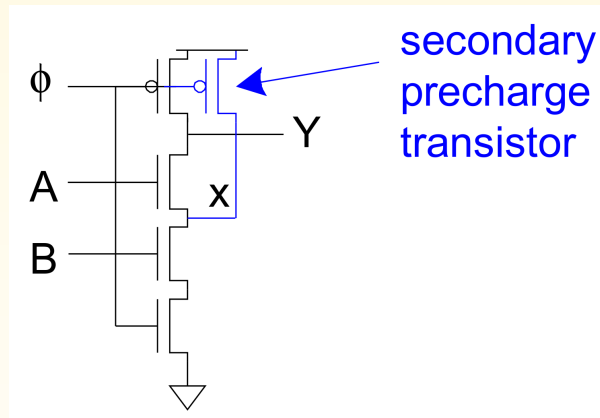 secondary
precharge
transistor
ϕ
Y
A
x
B